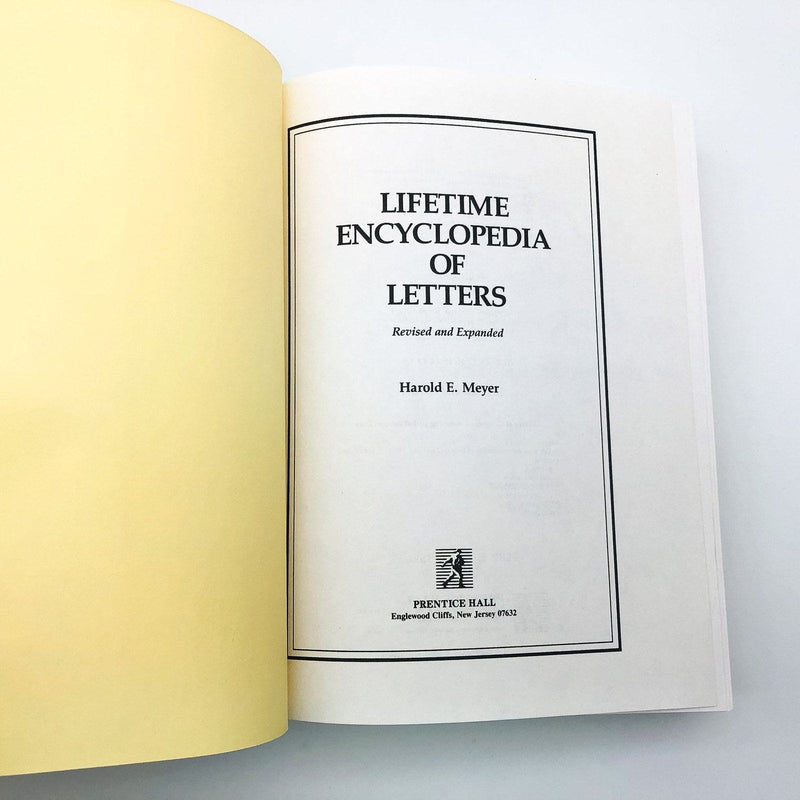 LIFETIME
ENCYCLOPEDIA
OF
LETTERS
Revised and Expanded
Harold E. Meyer
PRENTICE HALL
Englewood Cliffs, New Jersey 07632